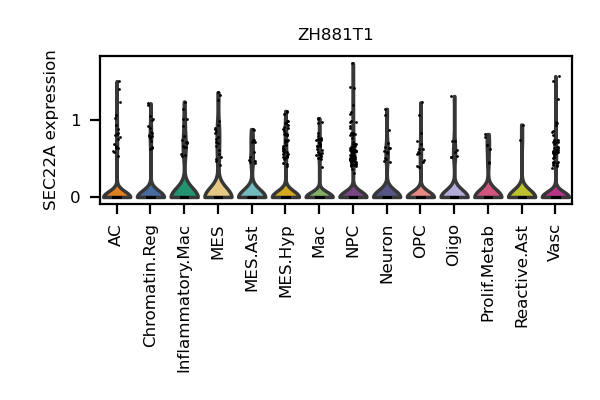 ZH881T1
SEC22A expression
1
0
AC
Chromatin.Reg
Inflammatory.Mac
MES
MES.Ast
MES.Hyp
Mac
NPC
Neuron
OPC
Oligo
Prolif.Metab
Reactive.Ast
Vasc